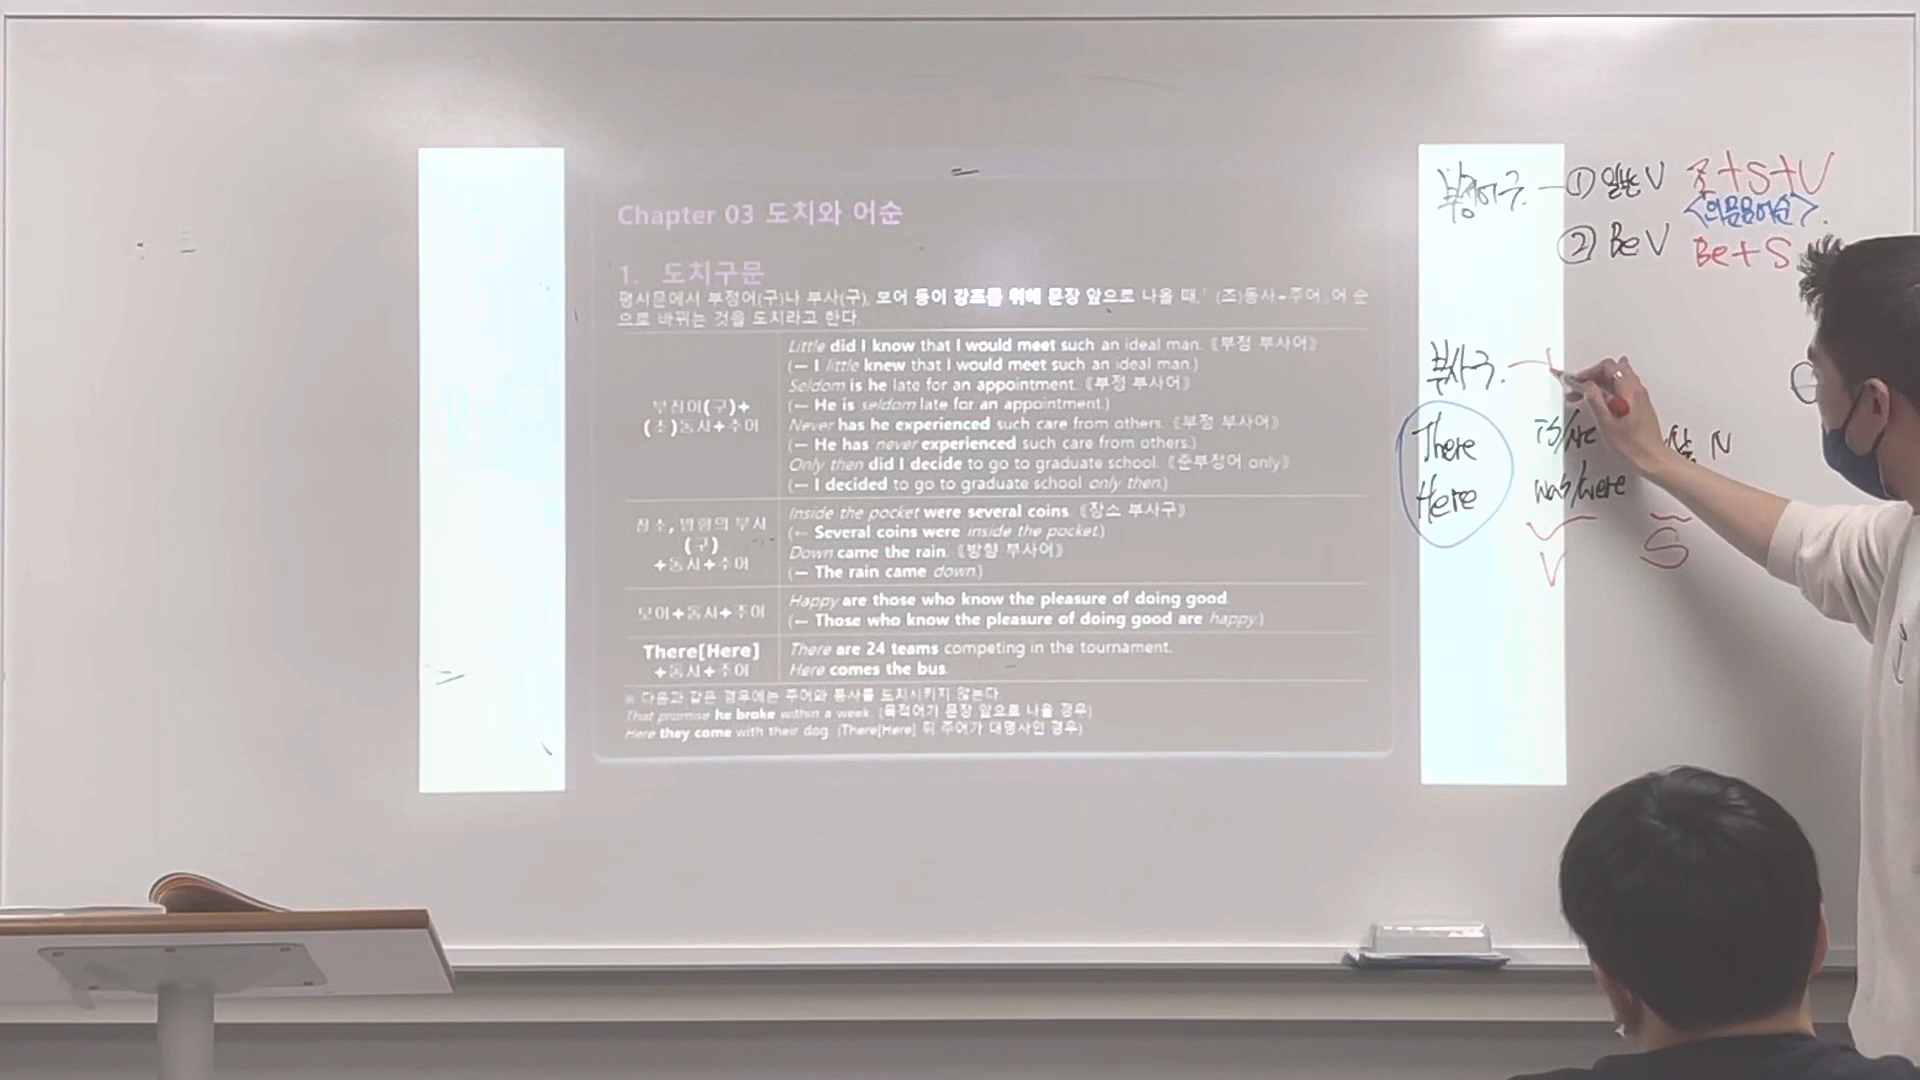 Chapter 03 도치와 어순
1. 도치구문
평서문에서 부정어(구)나 부사(구), 보어 등이 강조를 위해 문장 앞으로 나올 때,「(조)동사+주어」어순
으로 바뀌는 것을 도치라고 한다.
부정어(구)+
(조)동사+주어
Little did I know that I would meet such an ideal man. 《부정 부사어》
(← I little knew that I would meet such an ideal man.)
Seldom is he late for an appointment. 《부정 부사어》
(← He is seldom late for an appointment.)
Never has he experienced such care from others. 《부정 부사어》
(← He has never experienced such care from others.)
Only then did I decide to go to graduate school. 《준부정어 only》
(← I decided to go to graduate school only then.)
장소, 방향의 부사
(구)
+동사+주어
Inside the pocket were several coins. 《장소 부사구》
(← Several coins were inside the pocket.)
Down came the rain. 《방향 부사어》
(← The rain came down.)
보어+동사+주어
Happy are those who know the pleasure of doing good.
(← Those who know the pleasure of doing good are happy.)
There[Here]
+동사+주어
There are 24 teams competing in the tournament.
Here comes the bus.
※ 다음과 같은 경우에는 주어와 동사를 도치시키지 않는다.
That promise he broke within a week. (목적어가 문장 앞으로 나올 경우)
Here they come with their dog. (There[Here] 뒤 주어가 대명사인 경우)
부정어구. ① 일반V 조+S+V
<의문문어순>.
② Be V Be+S
부사구.
There is/are N
Here was/were
V S